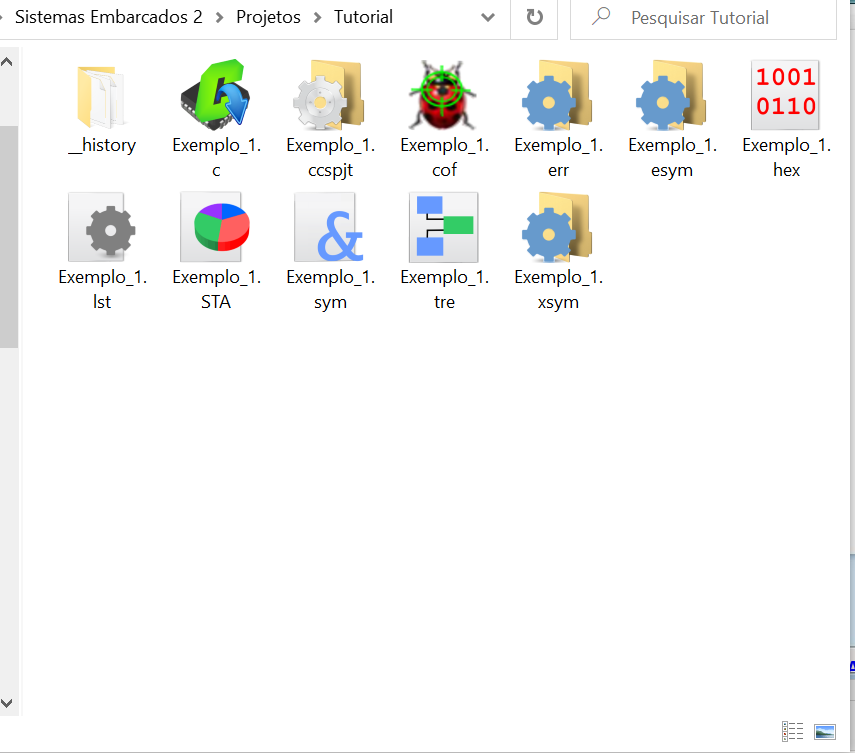 Sistemas Embarcados 2 > Projetos > Tutorial
Pesquisar Tutorial
__history
Exemplo_1.
c
Exemplo_1.
ccspjt
Exemplo_1.
cof
Exemplo_1.
err
Exemplo_1.
esym
1001
0110
Exemplo_1.
hex
Exemplo_1.
lst
Exemplo_1.
STA
&
Exemplo_1.
sym
Exemplo_1.
tre
Exemplo_1.
xsym